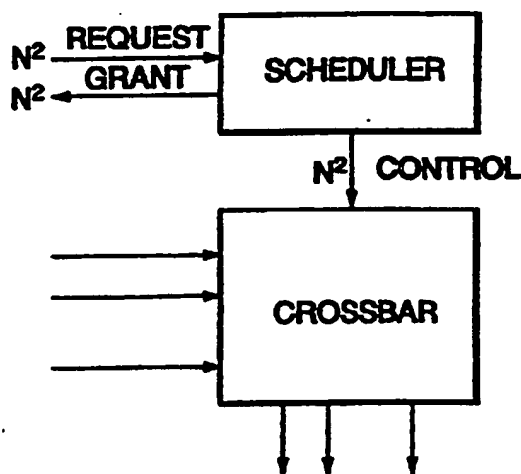 N² REQUEST
N² GRANT
SCHEDULER
N² CONTROL
CROSSBAR